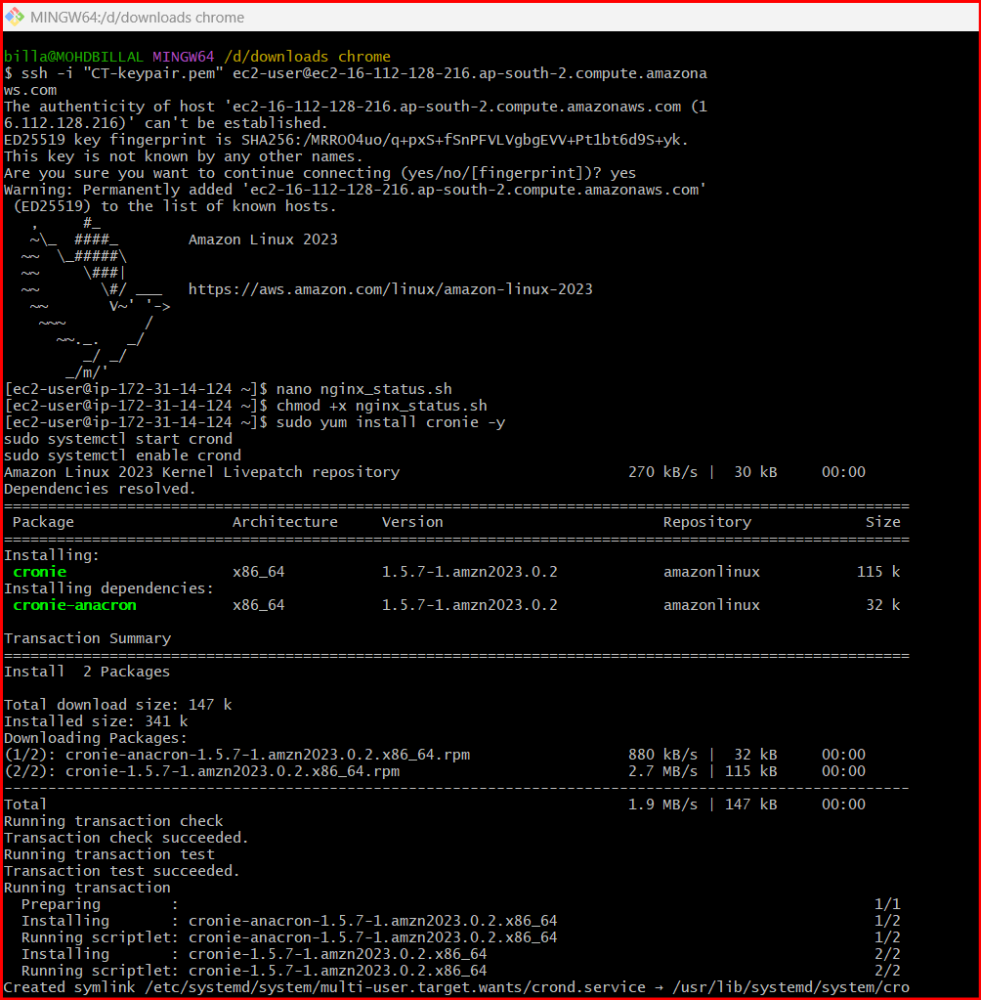 MINGW64:/d/downloads chrome
billa@MOHDBILLAL MINGW64 /d/downloads chrome
$ ssh -i "CT-keypair.pem" ec2-user@ec2-16-112-128-216.ap-south-2.compute.amazona
ws.com
The authenticity of host 'ec2-16-112-128-216.ap-south-2.compute.amazonaws.com (1
6.112.128.216)' can't be established.
ED25519 key fingerprint is SHA256:/MRRO04uo/q+pxS+fSnPFVLVgbgEVV+Pt1bt6d9S+yk.
This key is not known by any other names.
Are you sure you want to continue connecting (yes/no/[fingerprint])? yes
Warning: Permanently added 'ec2-16-112-128-216.ap-south-2.compute.amazonaws.com'
 (ED25519) to the list of known hosts.
   ,     #_
   ~\_  ####_        Amazon Linux 2023
  ~~  \_#####\
  ~~     \###|
  ~~       \#/ ___   https://aws.amazon.com/linux/amazon-linux-2023
   ~~       V~' '->
    ~~~         /
      ~~._.   _/
         _/ _/
       _/m/'
[ec2-user@ip-172-31-14-124 ~]$ nano nginx_status.sh
[ec2-user@ip-172-31-14-124 ~]$ chmod +x nginx_status.sh
[ec2-user@ip-172-31-14-124 ~]$ sudo yum install cronie -y
sudo systemctl start crond
sudo systemctl enable crond
Amazon Linux 2023 Kernel Livepatch repository                          270 kB/s |  30 kB     00:00
Dependencies resolved.
=======================================================================================================
 Package                  Architecture     Version                         Repository             Size
=======================================================================================================
Installing:
 cronie                   x86_64           1.5.7-1.amzn2023.0.2            amazonlinux           115 k
Installing dependencies:
 cronie-anacron           x86_64           1.5.7-1.amzn2023.0.2            amazonlinux            32 k
Transaction Summary
=======================================================================================================
Install  2 Packages
Total download size: 147 k
Installed size: 341 k
Downloading Packages:
(1/2): cronie-anacron-1.5.7-1.amzn2023.0.2.x86_64.rpm                  880 kB/s |  32 kB     00:00
(2/2): cronie-1.5.7-1.amzn2023.0.2.x86_64.rpm                          2.7 MB/s | 115 kB     00:00
-------------------------------------------------------------------------------------------------------
Total                                                                  1.9 MB/s | 147 kB     00:00
Running transaction check
Transaction check succeeded.
Running transaction test
Transaction test succeeded.
Running transaction
  Preparing        :                                                                               1/1
  Installing       : cronie-anacron-1.5.7-1.amzn2023.0.2.x86_64                                    1/2
  Running scriptlet: cronie-anacron-1.5.7-1.amzn2023.0.2.x86_64                                    1/2
  Installing       : cronie-1.5.7-1.amzn2023.0.2.x86_64                                            2/2
  Running scriptlet: cronie-1.5.7-1.amzn2023.0.2.x86_64                                            2/2
Created symlink /etc/systemd/system/multi-user.target.wants/crond.service → /usr/lib/systemd/system/cro